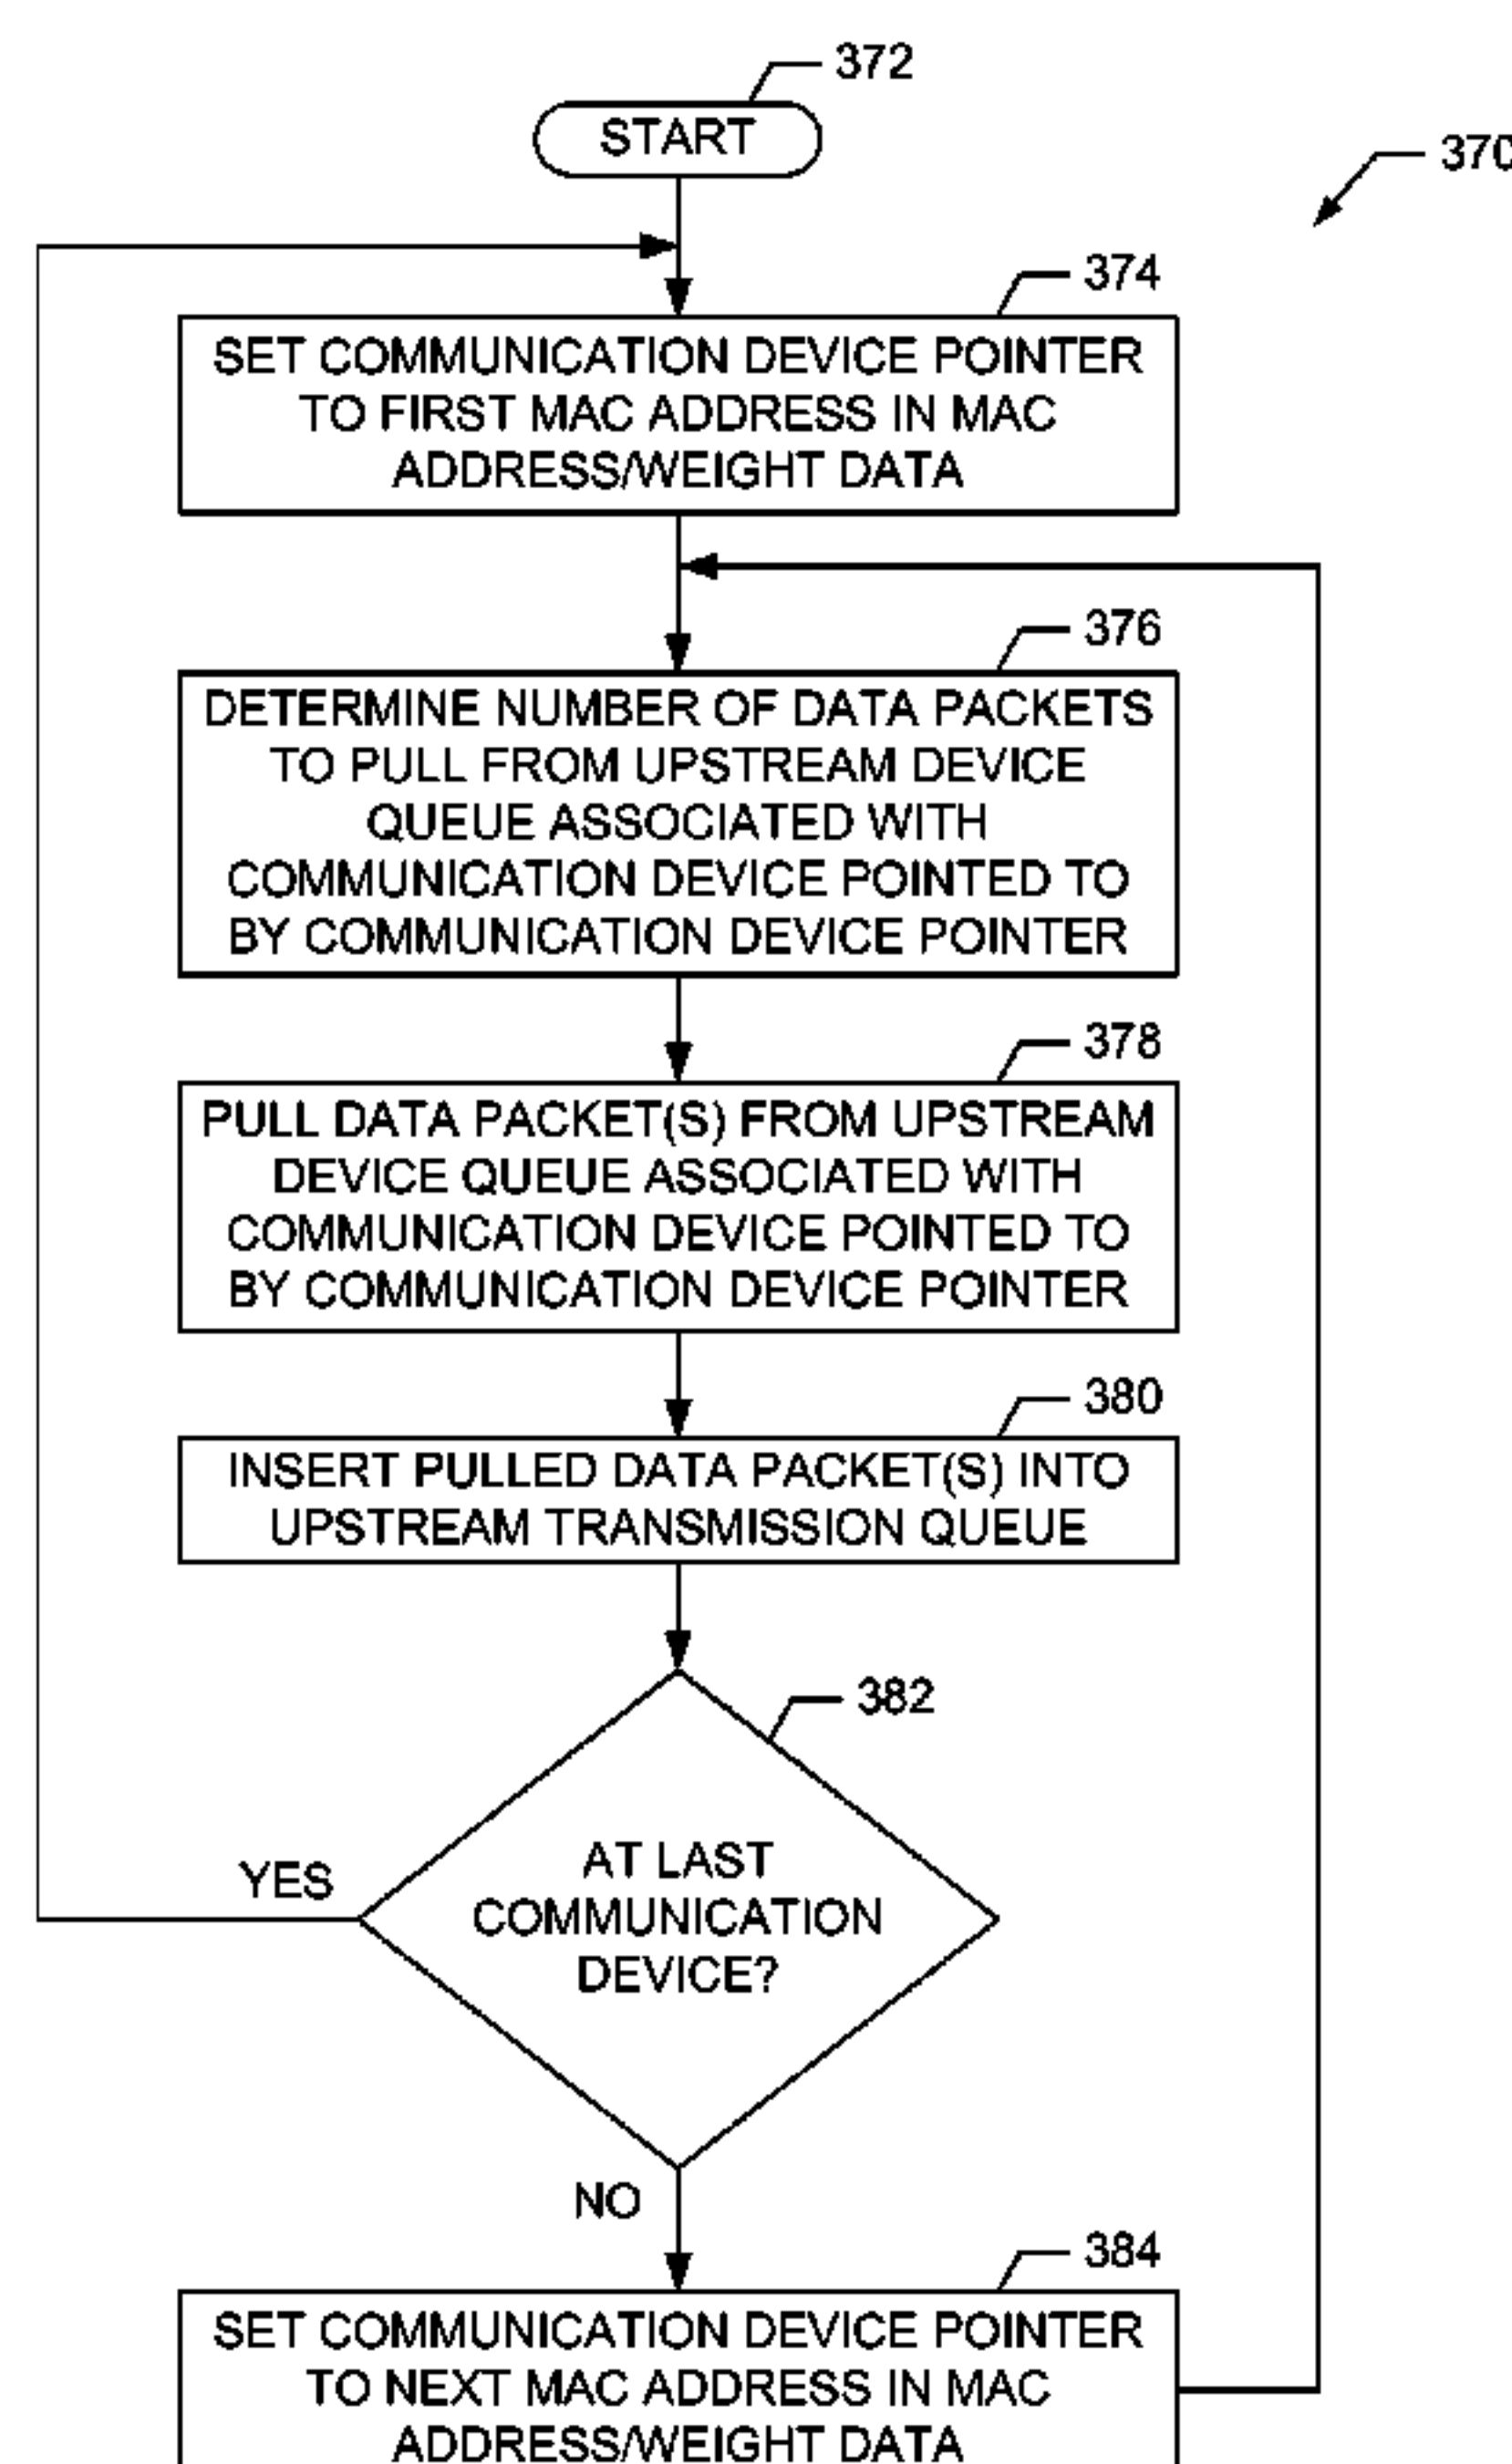 372
START
370
374
SET COMMUNICATION DEVICE POINTER
TO FIRST MAC ADDRESS IN MAC
ADDRESS/WEIGHT DATA
376
DETERMINE NUMBER OF DATA PACKETS
TO PULL FROM UPSTREAM DEVICE
QUEUE ASSOCIATED WITH
COMMUNICATION DEVICE POINTED TO
BY COMMUNICATION DEVICE POINTER
378
PULL DATA PACKET(S) FROM UPSTREAM
DEVICE QUEUE ASSOCIATED WITH
COMMUNICATION DEVICE POINTED TO
BY COMMUNICATION DEVICE POINTER
380
INSERT PULLED DATA PACKET(S) INTO
UPSTREAM TRANSMISSION QUEUE
382
AT LAST
COMMUNICATION
DEVICE?
YES
NO
384
SET COMMUNICATION DEVICE POINTER
TO NEXT MAC ADDRESS IN MAC
ADDRESS/WEIGHT DATA